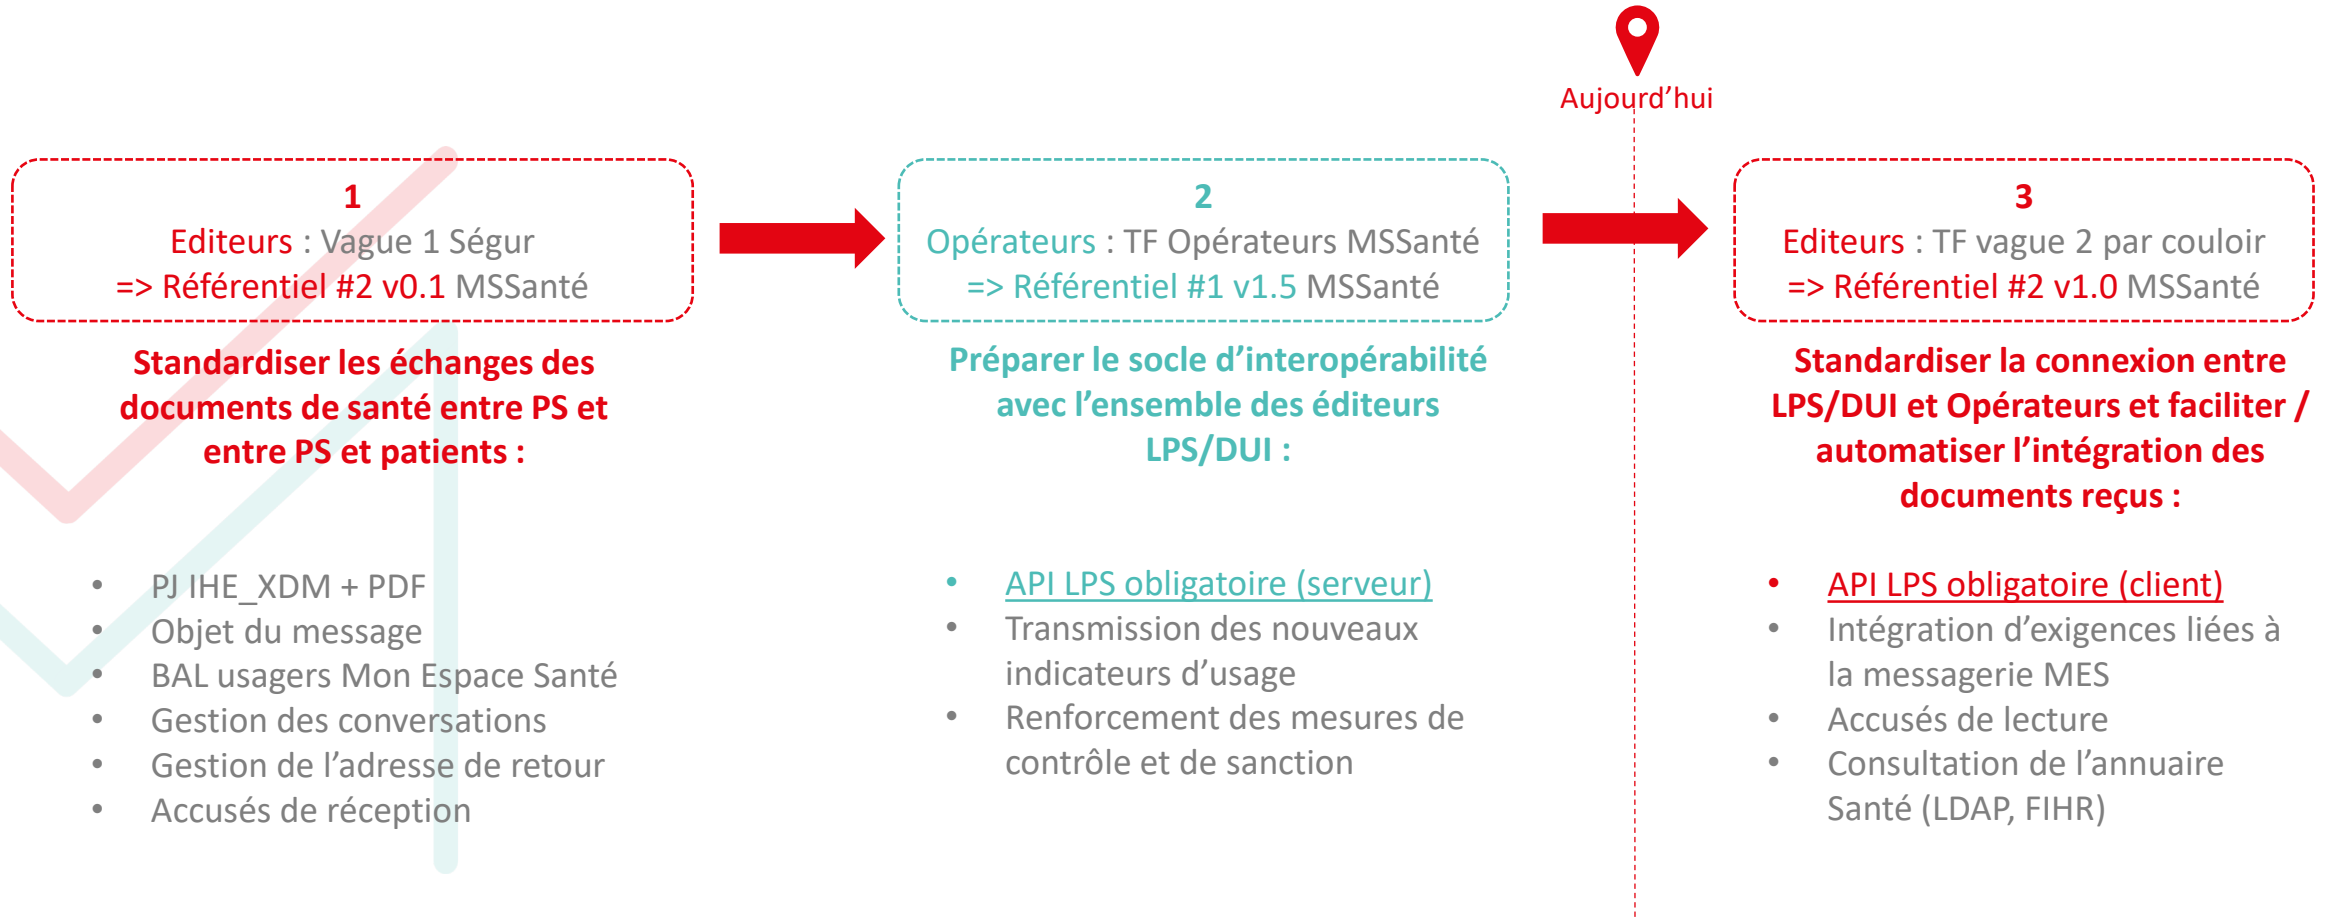 Aujourd’hui
1
Editeurs : Vague 1 Ségur
=> Référentiel #2 v0.1 MSSanté
Standardiser les échanges des
documents de santé entre PS et
entre PS et patients :
• PJ IHE_XDM + PDF
• Objet du message
• BAL usagers Mon Espace Santé
• Gestion des conversations
• Gestion de l’adresse de retour
• Accusés de réception
2
Opérateurs : TF Opérateurs MSSanté
=> Référentiel #1 v1.5 MSSanté
Préparer le socle d’interopérabilité
avec l’ensemble des éditeurs
LPS/DUI :
• API LPS obligatoire (serveur)
• Transmission des nouveaux
indicateurs d’usage
• Renforcement des mesures de
contrôle et de sanction
3
Editeurs : TF vague 2 par couloir
=> Référentiel #2 v1.0 MSSanté
Standardiser la connexion entre
LPS/DUI et Opérateurs et faciliter /
automatiser l’intégration des
documents reçus :
• API LPS obligatoire (client)
• Intégration d’exigences liées à
la messagerie MES
• Accusés de lecture
• Consultation de l’annuaire
Santé (LDAP, FIHR)